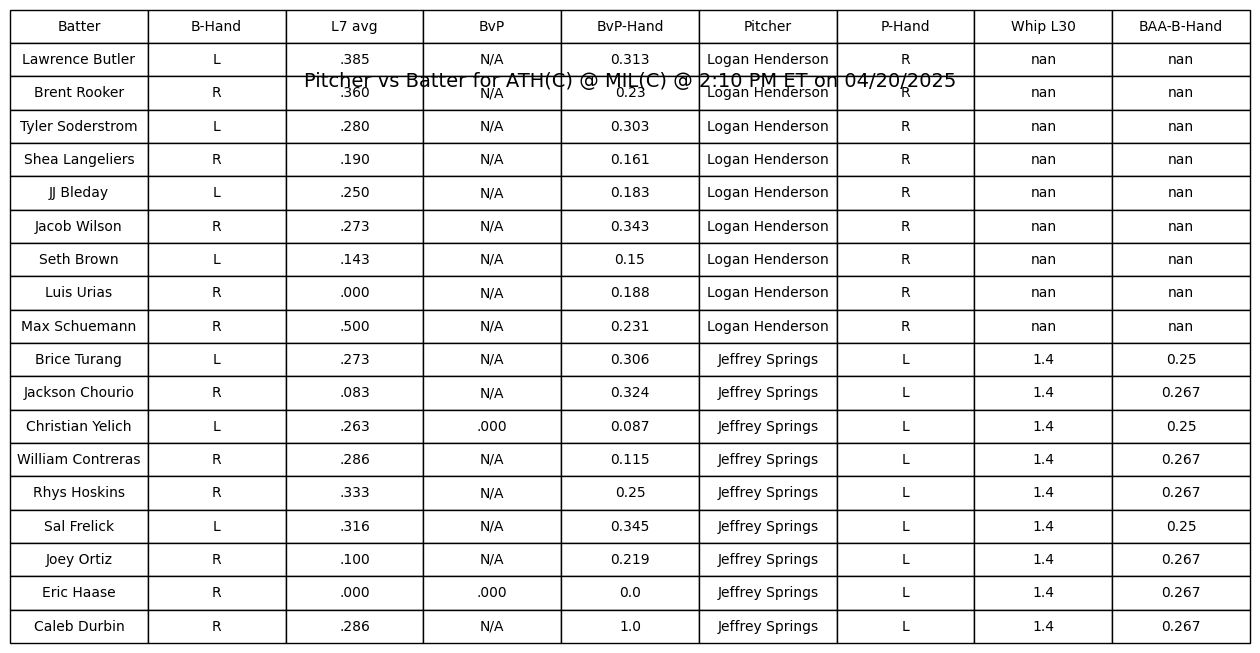 Batter B-Hand L7 avg BvP BvP-Hand Pitcher P-Hand Whip L30 BAA-B-Hand
Lawrence Butler L .385 N/A 0.313 Logan Henderson R nan nan
Pitcher vs Batter for ATH(C) @ MIL(C) @ 2:10 PM ET on 04/20/2025
Brent Rooker R .360 N/A 0.23 Logan Henderson R nan nan
Tyler Soderstrom L .280 N/A 0.303 Logan Henderson R nan nan
Shea Langeliers R .190 N/A 0.161 Logan Henderson R nan nan
JJ Bleday L .250 N/A 0.183 Logan Henderson R nan nan
Jacob Wilson R .273 N/A 0.343 Logan Henderson R nan nan
Seth Brown L .143 N/A 0.15 Logan Henderson R nan nan
Luis Urias R .000 N/A 0.188 Logan Henderson R nan nan
Max Schuemann R .500 N/A 0.231 Logan Henderson R nan nan
Brice Turang L .273 N/A 0.306 Jeffrey Springs L 1.4 0.25
Jackson Chourio R .083 N/A 0.324 Jeffrey Springs L 1.4 0.267
Christian Yelich L .263 .000 0.087 Jeffrey Springs L 1.4 0.25
William Contreras R .286 N/A 0.115 Jeffrey Springs L 1.4 0.267
Rhys Hoskins R .333 N/A 0.25 Jeffrey Springs L 1.4 0.267
Sal Frelick L .316 N/A 0.345 Jeffrey Springs L 1.4 0.25
Joey Ortiz R .100 N/A 0.219 Jeffrey Springs L 1.4 0.267
Eric Haase R .000 .000 0.0 Jeffrey Springs L 1.4 0.267
Caleb Durbin R .286 N/A 1.0 Jeffrey Springs L 1.4 0.267